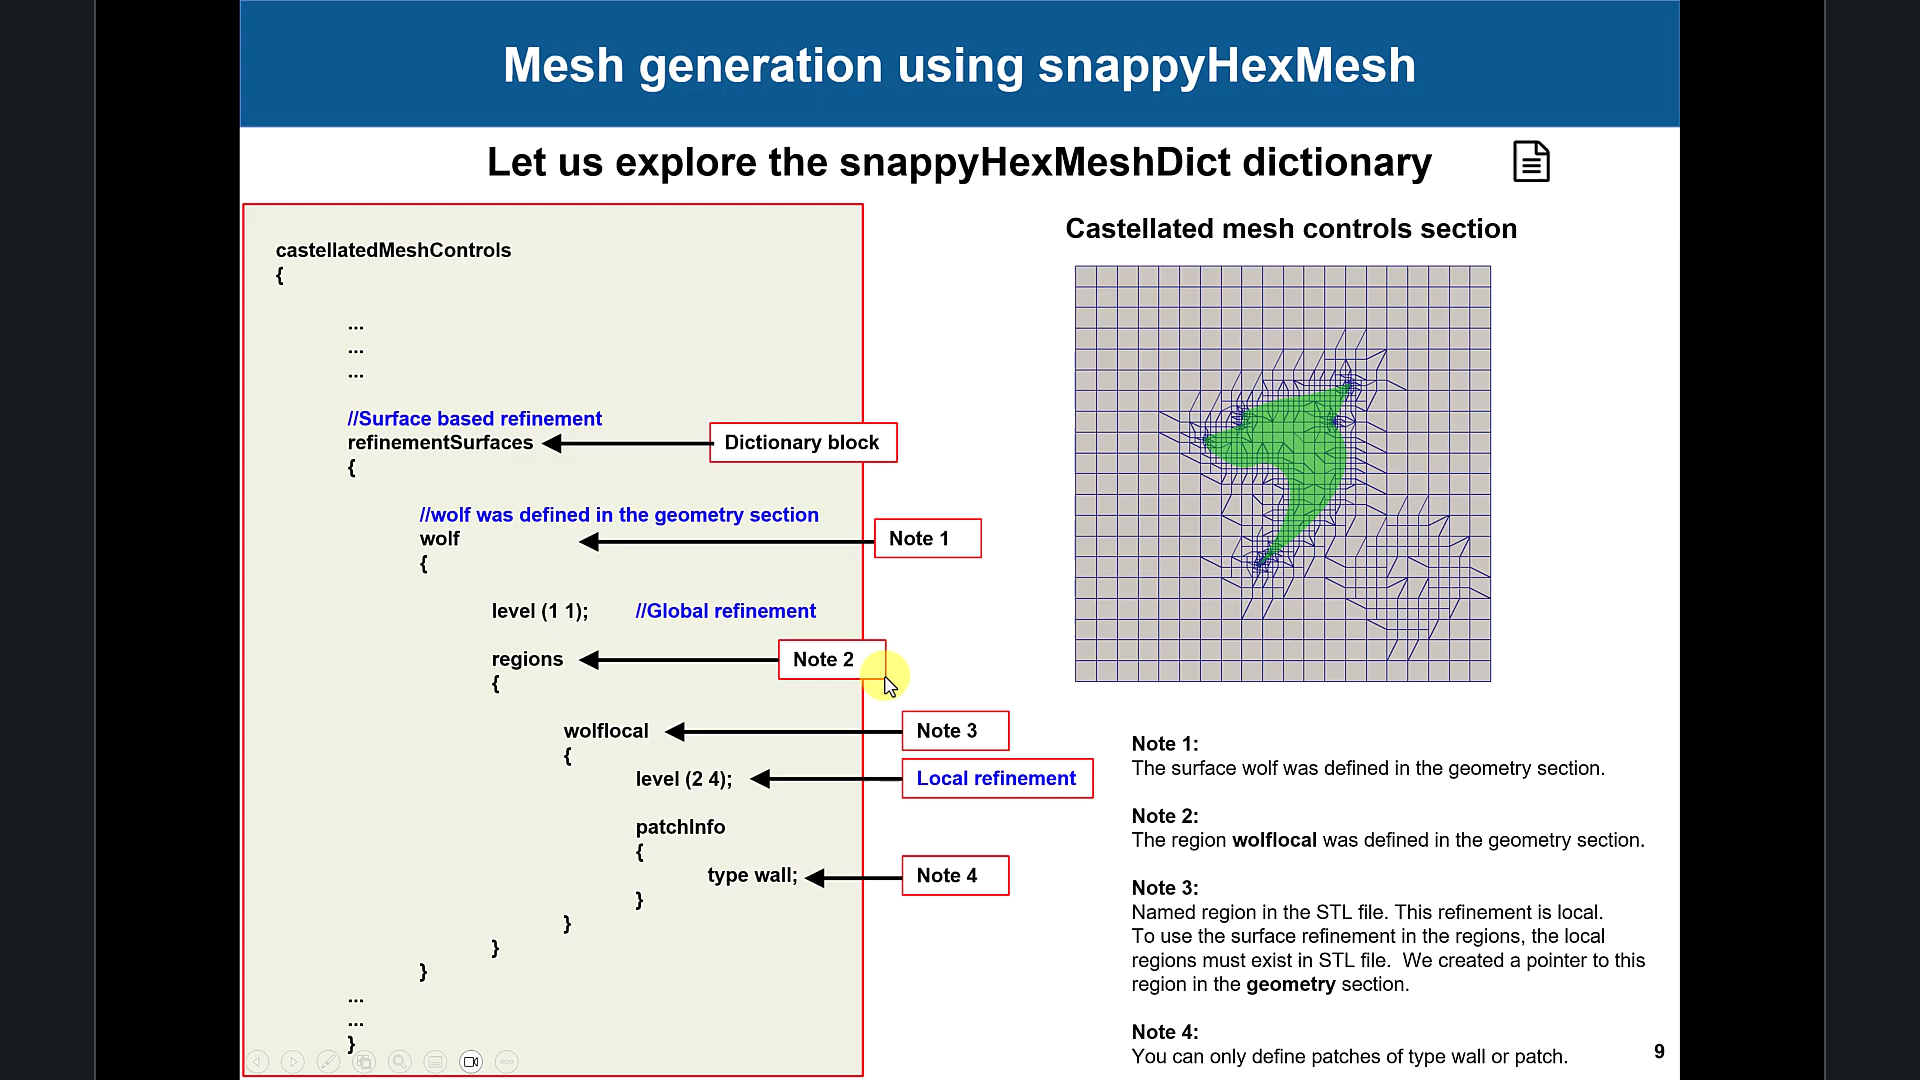 Mesh generation using snappyHexMesh
Let us explore the snappyHexMeshDict dictionary
castellatedMeshControls
{
...
...
...
//Surface based refinement
refinementSurfaces
Dictionary block
{
//wolf was defined in the geometry section
wolf
Note 1
{
level (1 1); //Global refinement
regions
Note 2
{
wolflocal
Note 3
{
level (2 4);
Local refinement
patchInfo
{
type wall;
Note 4
}
}
}
}
...
...
}
Castellated mesh controls section
Note 1:
The surface wolf was defined in the geometry section.
Note 2:
The region wolflocal was defined in the geometry section.
Note 3:
Named region in the STL file. This refinement is local.
To use the surface refinement in the regions, the local
regions must exist in STL file. We created a pointer to this
region in the geometry section.
Note 4:
You can only define patches of type wall or patch.
9